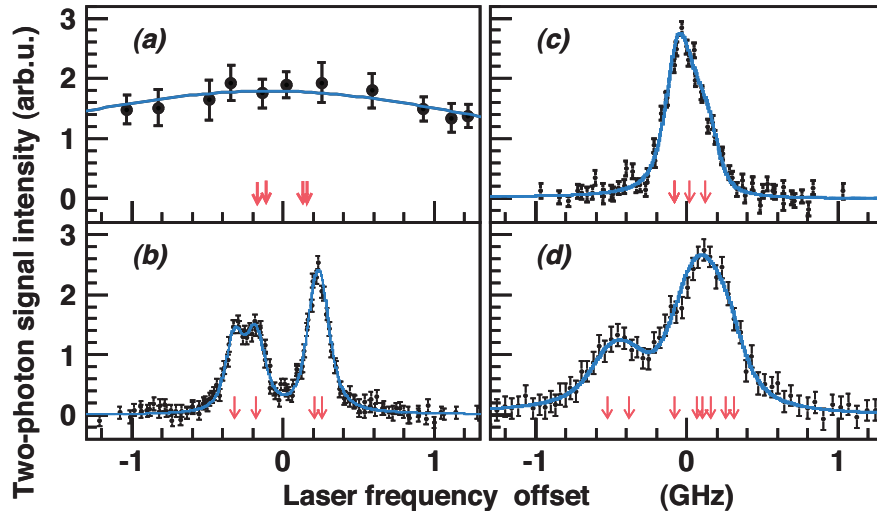 Two-photon signal intensity (arb.u.)
(a)
3
2
1
0
(c)
(b)
3
2
1
0
(d)
-1 0 1
-1 0 1
Laser frequency offset (GHz)